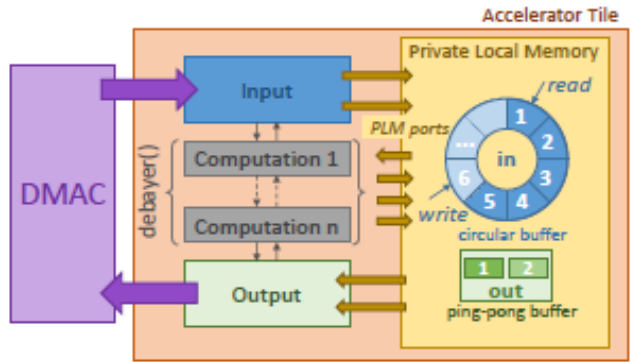 Accelerator Tile
Private Local Memory
DMAC
Input
read
PLM ports
debayer()
Computation 1
Computation n
1
2
3
4
5
6
...
in
write
circular buffer
Output
1 2
out
ping-pong buffer